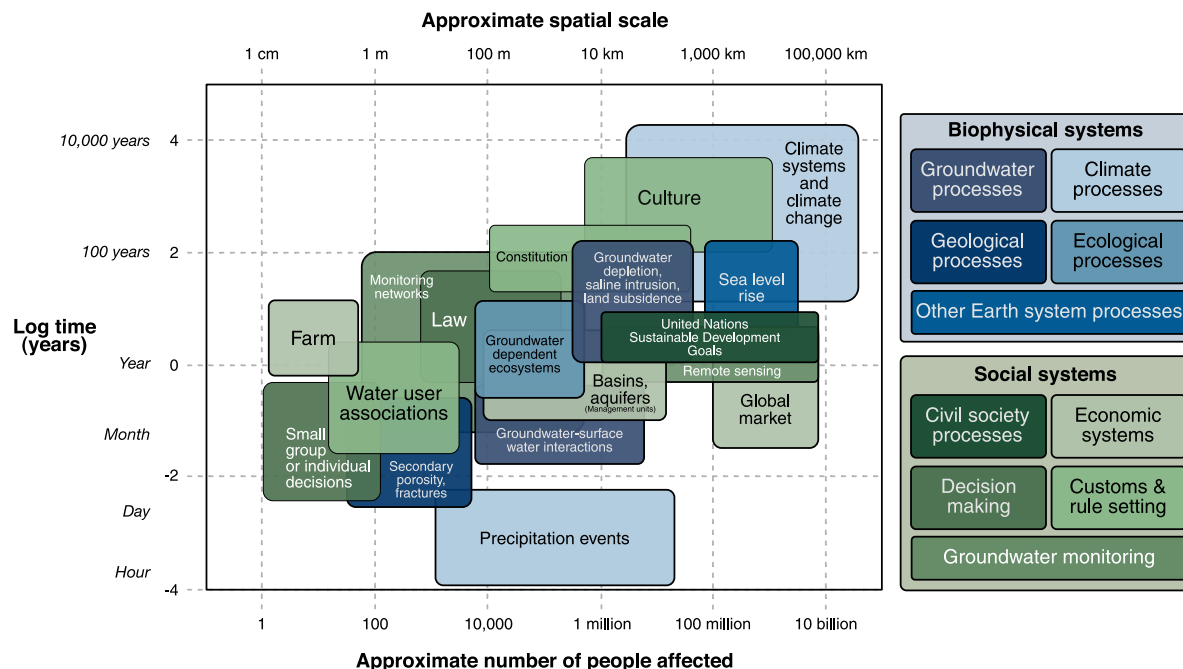 Approximate spatial scale
1 cm
1 m
100 m
10 km
1,000 km
100,000 km
Log time
(years)
10,000 years
100 years
Year
Month
Day
Hour
4
2
0
-2
-4
Climate
systems
and
climate
change
Culture
Constitution
Groundwater
depletion,
saline intrusion,
land subsidence
Sea level
rise
Monitoring
networks
Law
Farm
Groundwater
dependent
ecosystems
United Nations
Sustainable Development
Goals
Remote sensing
Basins,
aquifers
(Management units)
Global
market
Water user
associations
Small
group
or individual
decisions
Secondary
porosity,
fractures
Groundwater-surface
water interactions
Precipitation events
1
100
10,000
1 million
100 million
10 billion
Approximate number of people affected
Biophysical systems
Groundwater
processes
Climate
processes
Geological
processes
Ecological
processes
Other Earth system processes
Social systems
Civil society
processes
Economic
systems
Decision
making
Customs &
rule setting
Groundwater monitoring